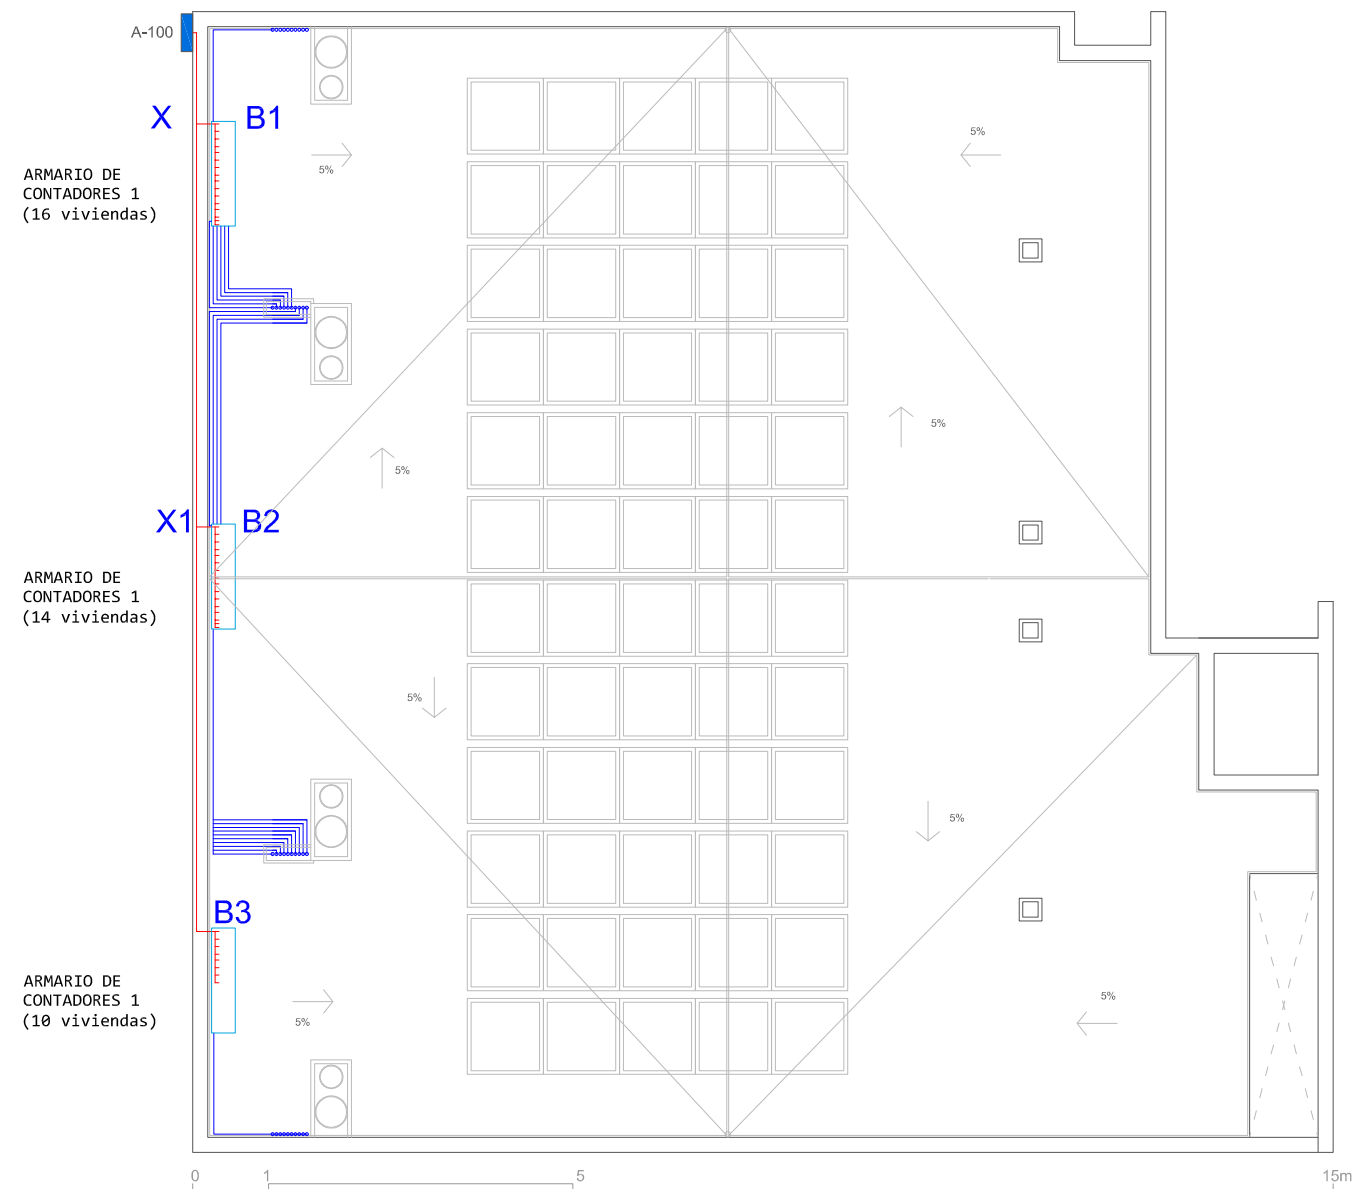 A-100
X B1
ARMARIO DE
CONTADORES 1
(16 viviendas)
5%
5%
5%
5%
X1 B2
ARMARIO DE
CONTADORES 1
(14 viviendas)
5%
5%
B3
ARMARIO DE
CONTADORES 1
(10 viviendas)
5%
5%
0 1 5 15m